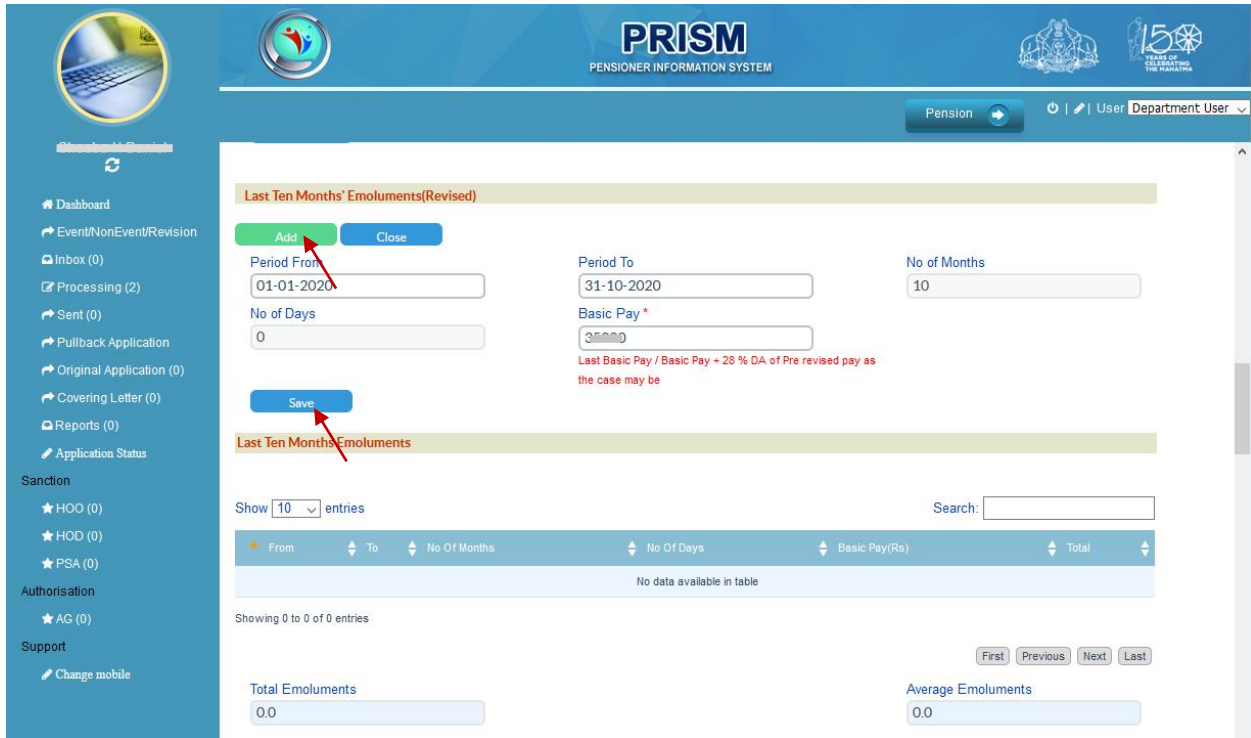 PRISM
PENSIONER INFORMATION SYSTEM
150
YEARS OF
CELEBRATING
THE MAHATMA
Pension
| | User Department User
Dashboard
Event/NonEvent/Revision
Inbox (0)
Processing (2)
Sent (0)
Pullback Application
Original Application (0)
Covering Letter (0)
Reports (0)
Application Status
Sanction
HOO (0)
HOD (0)
PSA (0)
Authorisation
AG (0)
Support
Change mobile
Last Ten Months' Emoluments(Revised)
Add Close
Period From Period To No of Months
01-01-2020 31-10-2020 10
No of Days Basic Pay *
0
Last Basic Pay / Basic Pay + 28 % DA of Pre revised pay as
the case may be
Save
Last Ten Months Emoluments
Show 10 entries Search:
From To No Of Months No Of Days Basic Pay(Rs) Total
No data available in table
Showing 0 to 0 of 0 entries
First Previous Next Last
Total Emoluments Average Emoluments
0.0 0.0